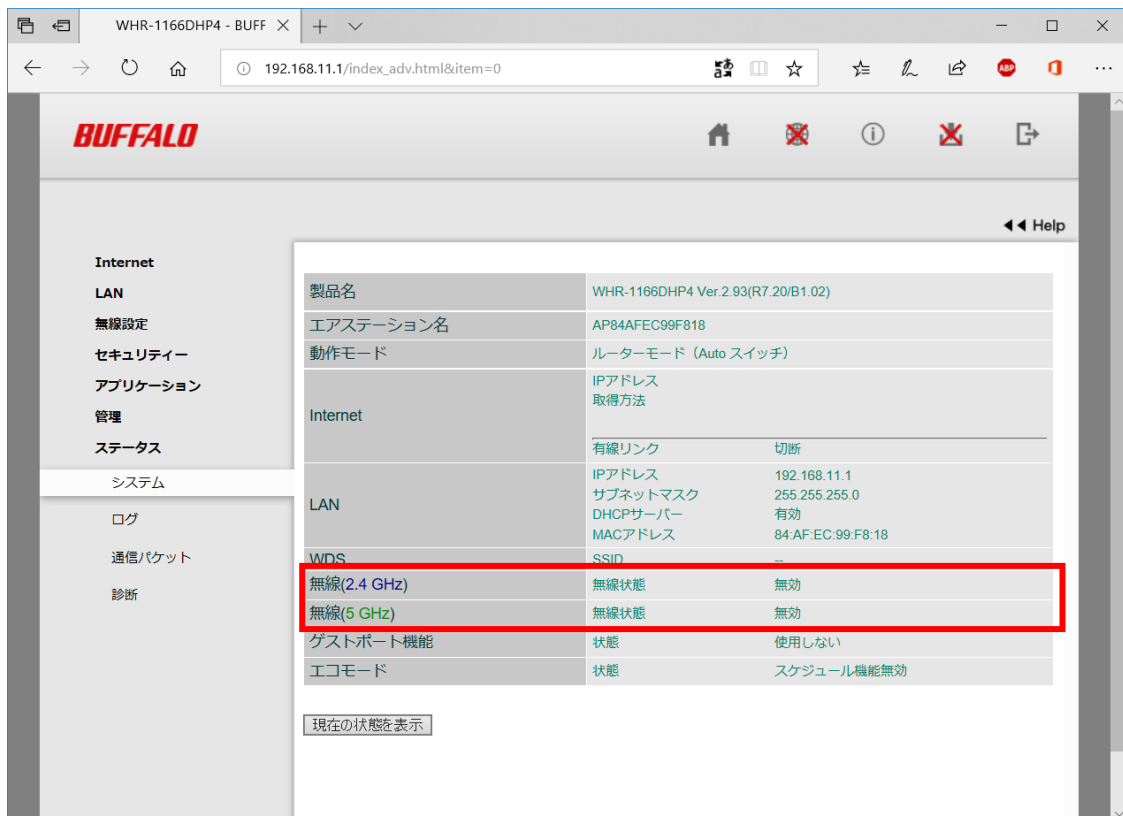 WHR-1166DHP4 - BUFF
192.168.11.1/index_adv.html&item=0
あ
a
ABP
BUFFALO
Help
Internet
LAN
無線設定
セキュリティー
アプリケーション
管理
ステータス
システム
ログ
通信パケット
診断
製品名 WHR-1166DHP4 Ver.2.93(R7.20/B1.02)
エアステーション名 AP84AFEC99F818
動作モード ルーターモード（Auto スイッチ）
Internet
IPアドレス
取得方法
有線リンク 切断
LAN
IPアドレス 192.168.11.1
サブネットマスク 255.255.255.0
DHCPサーバー 有効
MACアドレス 84:AF:EC:99:F8:18
WDS SSID --
無線(2.4 GHz) 無線状態 無効
無線(5 GHz) 無線状態 無効
ゲストポート機能 状態 使用しない
エコモード 状態 スケジュール機能無効
現在の状態を表示